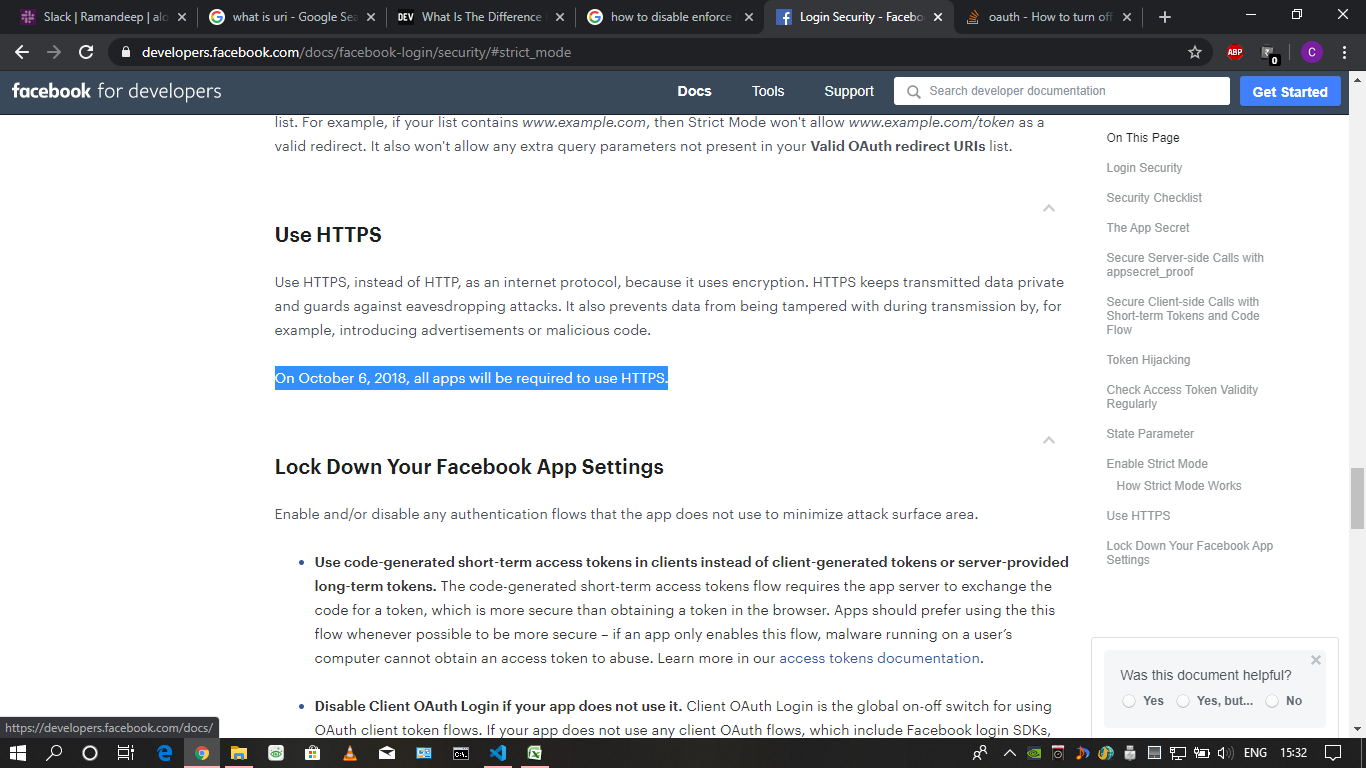 Slack | Ramandeep | alo
what is uri - Google Sea
DEV What Is The Difference
how to disable enforce
Login Security - Facebo
oauth - How to turn off
developers.facebook.com/docs/facebook-login/security/#strict_mode
ABP
0
C
facebook for developers
Docs
Tools
Support
Search developer documentation
Get Started
list. For example, if your list contains www.example.com, then Strict Mode won't allow www.example.com/token as a
valid redirect. It also won't allow any extra query parameters not present in your Valid OAuth redirect URIs list.
Use HTTPS
Use HTTPS, instead of HTTP, as an internet protocol, because it uses encryption. HTTPS keeps transmitted data private
and guards against eavesdropping attacks. It also prevents data from being tampered with during transmission by, for
example, introducing advertisements or malicious code.
On October 6, 2018, all apps will be required to use HTTPS.
Lock Down Your Facebook App Settings
Enable and/or disable any authentication flows that the app does not use to minimize attack surface area.
• Use code-generated short-term access tokens in clients instead of client-generated tokens or server-provided
long-term tokens. The code-generated short-term access tokens flow requires the app server to exchange the
code for a token, which is more secure than obtaining a token in the browser. Apps should prefer using the this
flow whenever possible to be more secure – if an app only enables this flow, malware running on a user's
computer cannot obtain an access token to abuse. Learn more in our access tokens documentation.
• Disable Client OAuth Login if your app does not use it. Client OAuth Login is the global on-off switch for using
OAuth client token flows. If your app does not use any client OAuth flows, which include Facebook login SDKs,
On This Page
Login Security
Security Checklist
The App Secret
Secure Server-side Calls with
appsecret_proof
Secure Client-side Calls with
Short-term Tokens and Code
Flow
Token Hijacking
Check Access Token Validity
Regularly
State Parameter
Enable Strict Mode
How Strict Mode Works
Use HTTPS
Lock Down Your Facebook App
Settings
Was this document helpful?
Yes
Yes, but...
No
https://developers.facebook.com/docs/
ENG
15:32